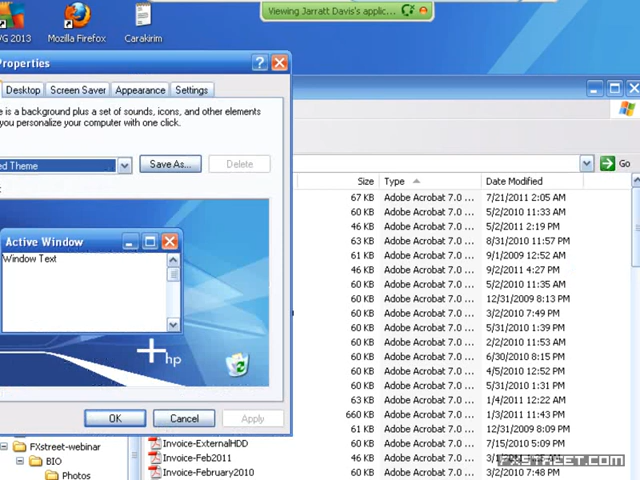 Viewing Jarratt Davis's applic...
VG 2013
Mozilla Firefox
Carakirim
Properties
Desktop
Screen Saver
Appearance
Settings
e is a background plus a set of sounds, icons, and other elements
you personalize your computer with one click.
ed Theme
Save As...
Delete
Active Window
Window Text
hp
OK
Cancel
Apply
Go
Size Type Date Modified
67 KB Adobe Acrobat 7.0 ... 7/21/2011 2:05 AM
60 KB Adobe Acrobat 7.0 ... 5/2/2010 11:33 AM
46 KB Adobe Acrobat 7.0 ... 5/2/2011 2:19 PM
63 KB Adobe Acrobat 7.0 ... 8/31/2010 11:57 PM
61 KB Adobe Acrobat 7.0 ... 9/1/2009 12:52 AM
46 KB Adobe Acrobat 7.0 ... 9/2/2011 4:27 PM
60 KB Adobe Acrobat 7.0 ... 5/2/2010 11:35 AM
60 KB Adobe Acrobat 7.0 ... 12/31/2009 8:13 PM
60 KB Adobe Acrobat 7.0 ... 3/2/2010 7:49 PM
60 KB Adobe Acrobat 7.0 ... 5/31/2010 1:39 PM
60 KB Adobe Acrobat 7.0 ... 2/2/2010 11:53 AM
60 KB Adobe Acrobat 7.0 ... 6/30/2010 8:15 PM
60 KB Adobe Acrobat 7.0 ... 4/5/2010 12:52 PM
60 KB Adobe Acrobat 7.0 ... 5/31/2010 1:31 PM
63 KB Adobe Acrobat 7.0 ... 1/4/2011 12:22 AM
660 KB Adobe Acrobat 7.0 ... 1/3/2011 11:43 PM
61 KB Adobe Acrobat 7.0 ... 12/31/2009 8:09 PM
Invoice-ExternalHDD 60 KB Adobe Acrobat 7.0 ... 7/15/2010 5:09 PM
Invoice-Feb2011 46 KB Adobe Acrobat 7.0 ...
Invoice-February2010 60 KB Adobe Acrobat 7.0 ... 3/2/2010 7:48 PM
FXstreet-webinar
BIO
Photos
FXSTREET.COM